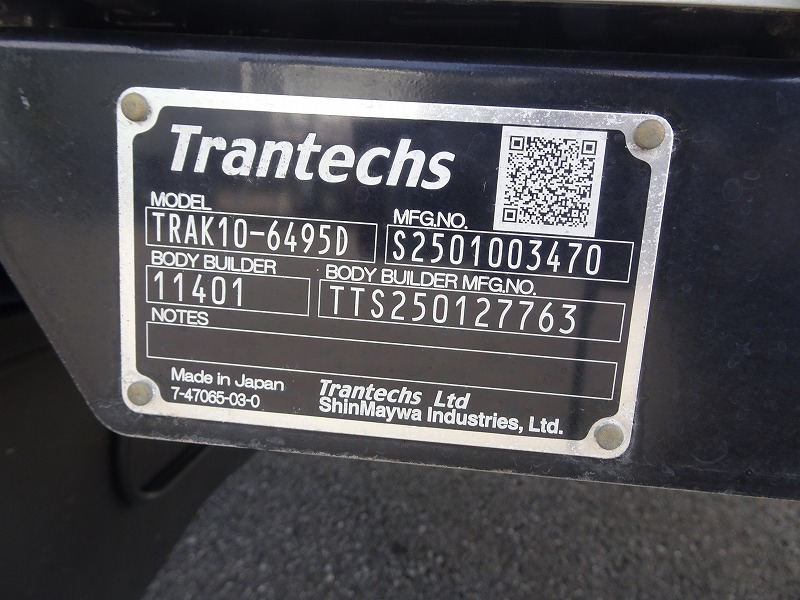 Trantechs
MODEL
TRAK10-6495D
MFG.NO.
S2501003470
BODY BUILDER
11401
BODY BUILDER MFG.NO.
TTS250127763
NOTES
Made in Japan
7-47065-03-0
Trantechs Ltd
ShinMaywa Industries, Ltd.